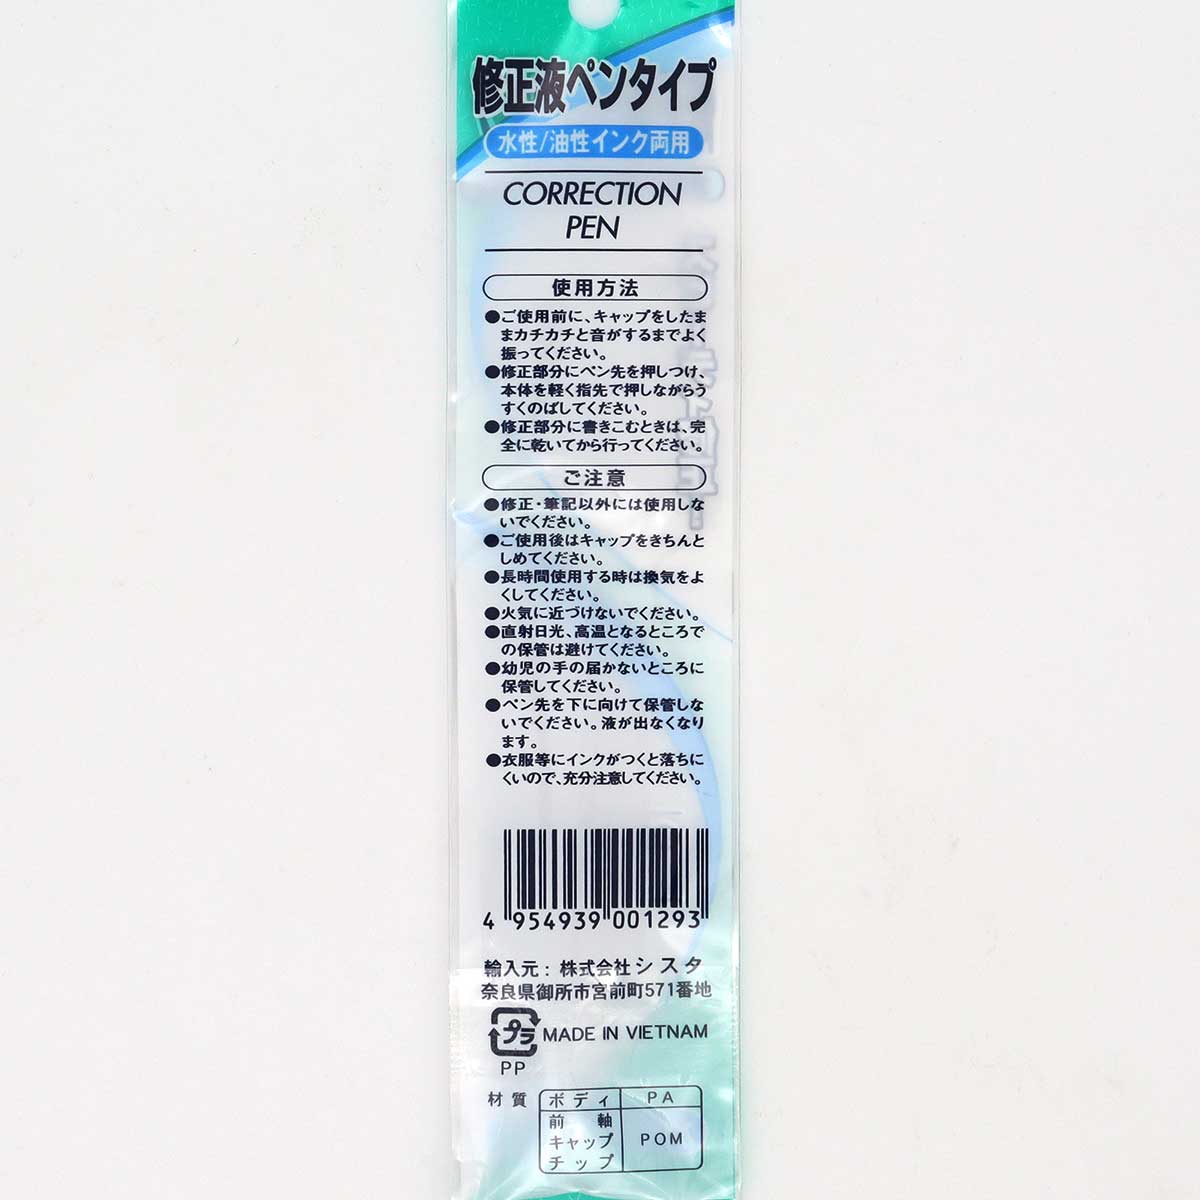 修正液ペンタイプ
水性/油性インク両用
CORRECTION
PEN
使用方法
●ご使用前に、キャップをしたま
まカチカチと音がするまでよく
振ってください。
●修正部分にペン先を押しつけ、
本体を軽く指先で押しながらう
すくのばしてください。
●修正部分に書きこむときは、完
全に乾いてから行ってください。
ご注意
●修正・筆記以外には使用しな
いでください。
●ご使用後はキャップをきちんと
しめてください。
●長時間使用する時は換気をよ
くしてください。
●火気に近づけないでください。
●直射日光、高温となるところで
の保管は避けてください。
●幼児の手の届かないところに
保管してください。
●ペン先を下に向けて保管しな
いでください。液が出なくなり
ます。
●衣服等にインクがつくと落ちに
くいので、充分注意してください。
4 954939 001293
輸入元：株式会社シスタ
奈良県御所市宮前町571番地
プラ MADE IN VIETNAM
PP
材質 ボディ PA
前軸
キャップ POM
チップ